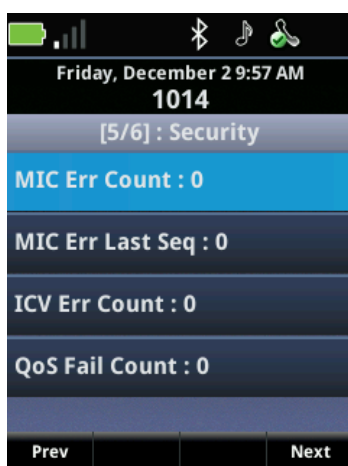 Friday, December 2 9:57 AM
1014
[5/6] : Security
MIC Err Count : 0
MIC Err Last Seq : 0
ICV Err Count : 0
QoS Fail Count : 0
Prev
Next